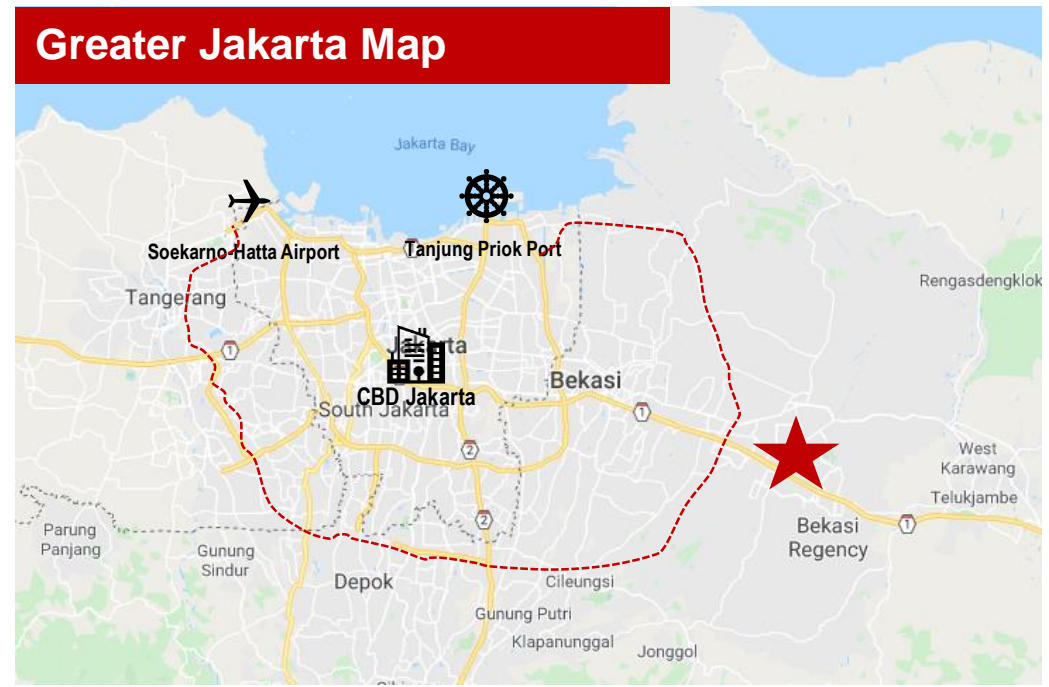 Greater Jakarta Map
Jakarta Bay
Soekarno-Hatta Airport
Tanjung Priok Port
Rengasdengklok
Tangerang
1
1
Jakarta
CBD Jakarta
Bekasi
South Jakarta
1
2
West
Karawang
Telukjambe
2
1
Bekasi
Regency
Parung
Panjang
Gunung
Sindur
Depok
Cileungsi
Gunung Putri
Klapanunggal
Jonggol